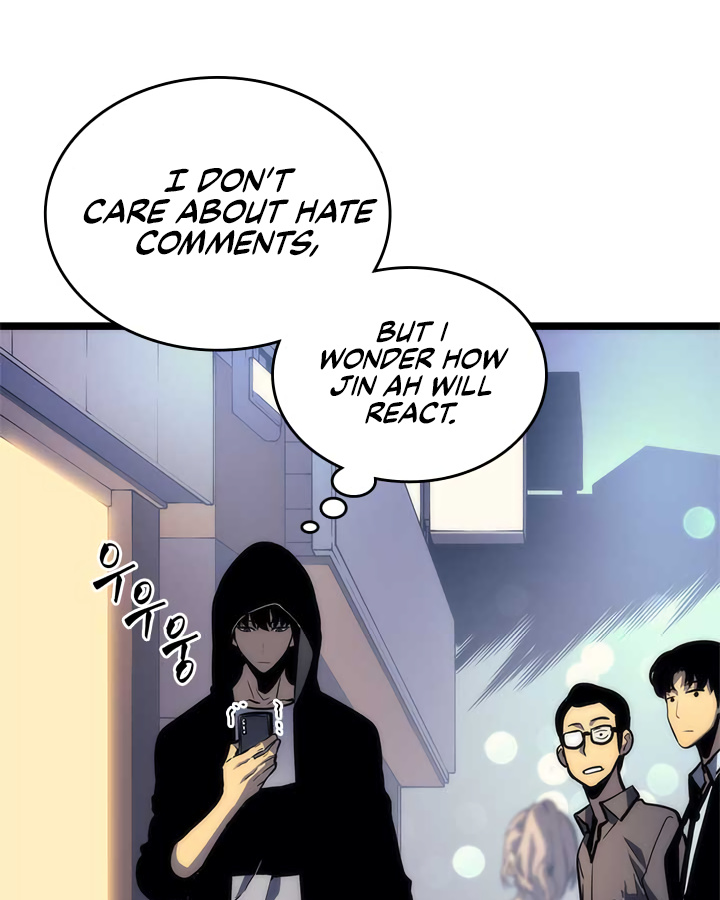 I DON'T
CARE ABOUT HATE
COMMENTS,
BUT I
WONDER HOW
JIN AH WILL
REACT.
우우웅